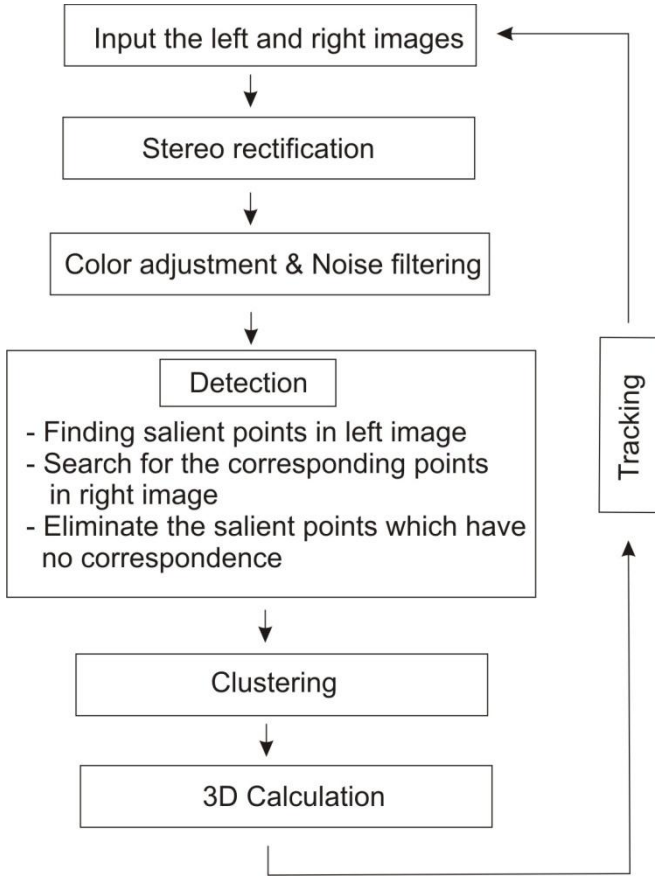 Input the left and right images
Stereo rectification
Color adjustment & Noise filtering
Detection
- Finding salient points in left image
- Search for the corresponding points
in right image
- Eliminate the salient points which have
no correspondence
Clustering
3D Calculation
Tracking